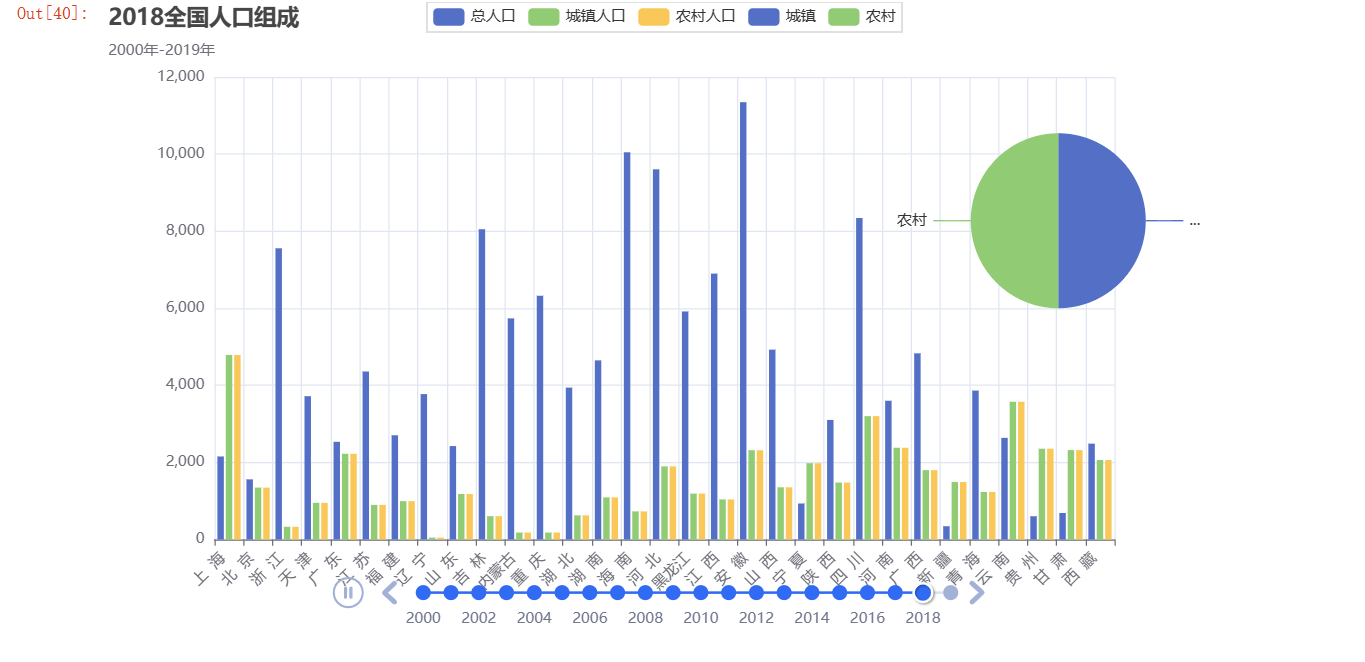 Out[40]:
2018全国人口组成
总人口 城镇人口 农村人口 城镇 农村
2000年-2019年
12,000
10,000
8,000
6,000
4,000
2,000
0
农村
...
上海 北京 浙江 天津 广东 江苏 福建 辽宁 山东 吉林 内蒙古 重庆 湖北 湖南 海南 河北 黑龙江 江西 安徽 山西 宁夏 陕西 四川 河南 广西 新疆 青海 云南 贵州 甘肃 西藏
2000 2002 2004 2006 2008 2010 2012 2014 2016 2018